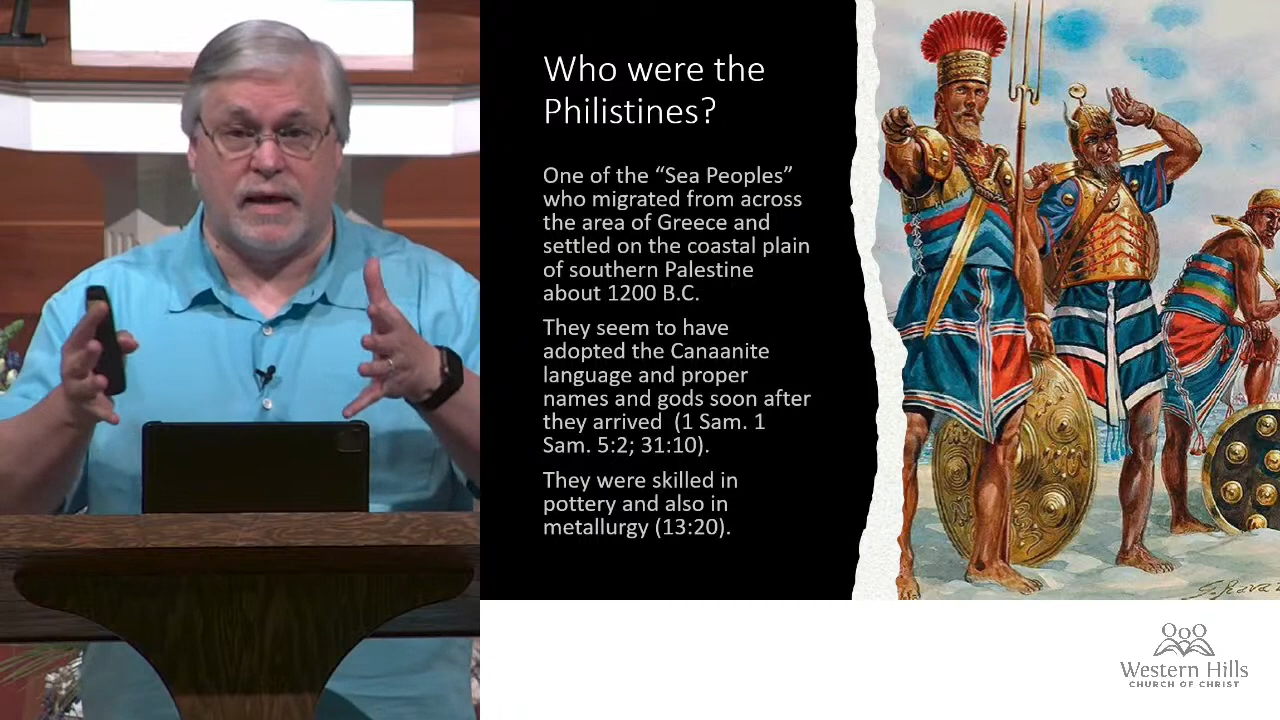 Who were the
Philistines?
One of the “Sea Peoples”
who migrated from across
the area of Greece and
settled on the coastal plain
of southern Palestine
about 1200 B.C.
They seem to have
adopted the Canaanite
language and proper
names and gods soon after
they arrived  (1 Sam. 1
Sam. 5:2; 31:10).
They were skilled in
pottery and also in
metallurgy (13:20).
Western Hills
CHURCH OF CHRIST